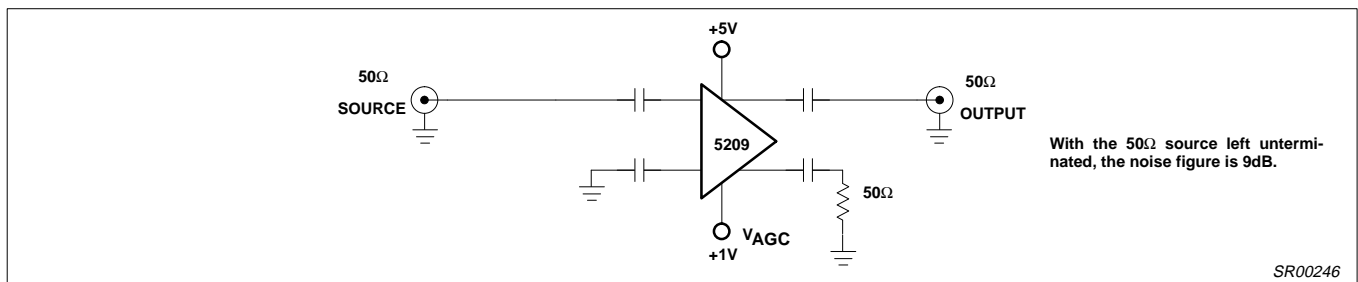 +5V
50Ω
50Ω
SOURCE
OUTPUT
5209
With the 50Ω source left untermi-
nated, the noise figure is 9dB.
50Ω
VAGC
+1V
SR00246